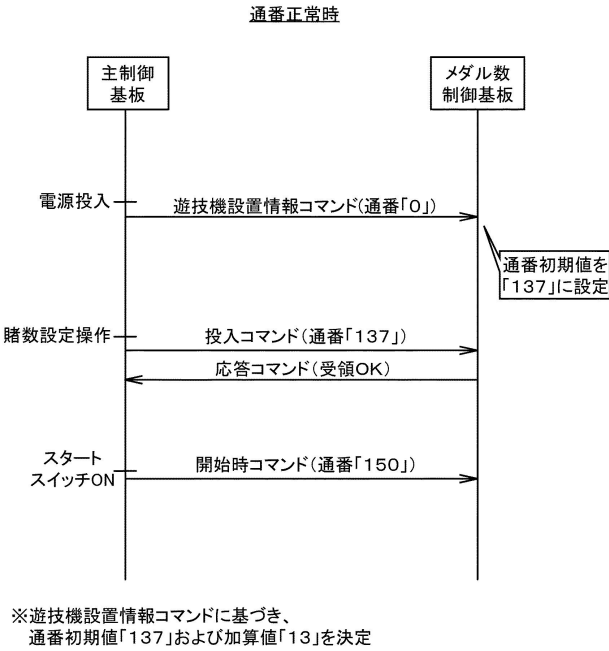 通番正常時
主制御
基板
メダル数
制御基板
電源投入
遊技機設置情報コマンド(通番「0」)
通番初期値を
「137」に設定
賭数設定操作
投入コマンド(通番「137」)
応答コマンド(受領OK)
スタート
スイッチON
開始時コマンド(通番「150」)
※遊技機設置情報コマンドに基づき、
通番初期値「137」および加算値「13」を決定